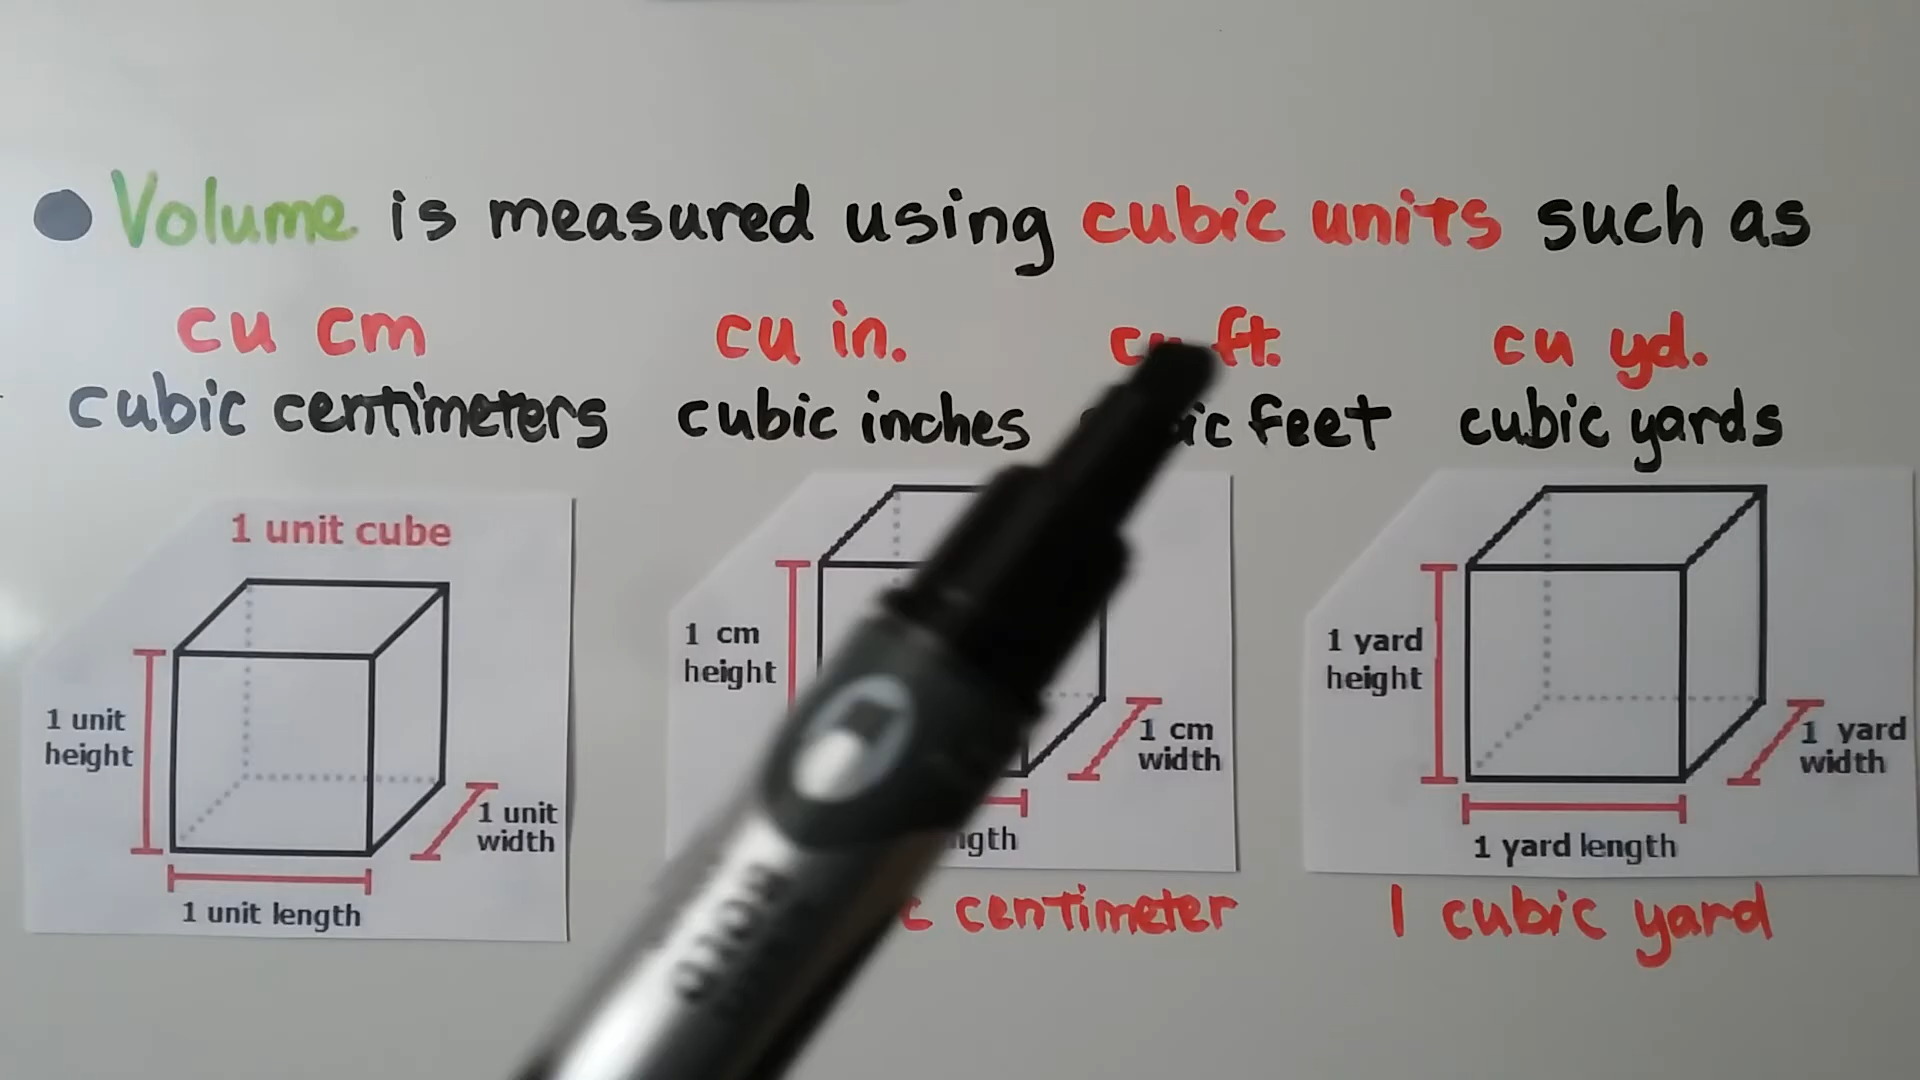 Volume is measured using cubic units such as
cu cm cu in. ft. cu yd.
cubic centimeters cubic inches feet cubic yards
1 unit cube
1 unit
height
1 unit
width
1 unit length
1 cm
height
1 cm
width
centimeter
1 yard
height
1 yard
width
1 yard length
1 cubic yard